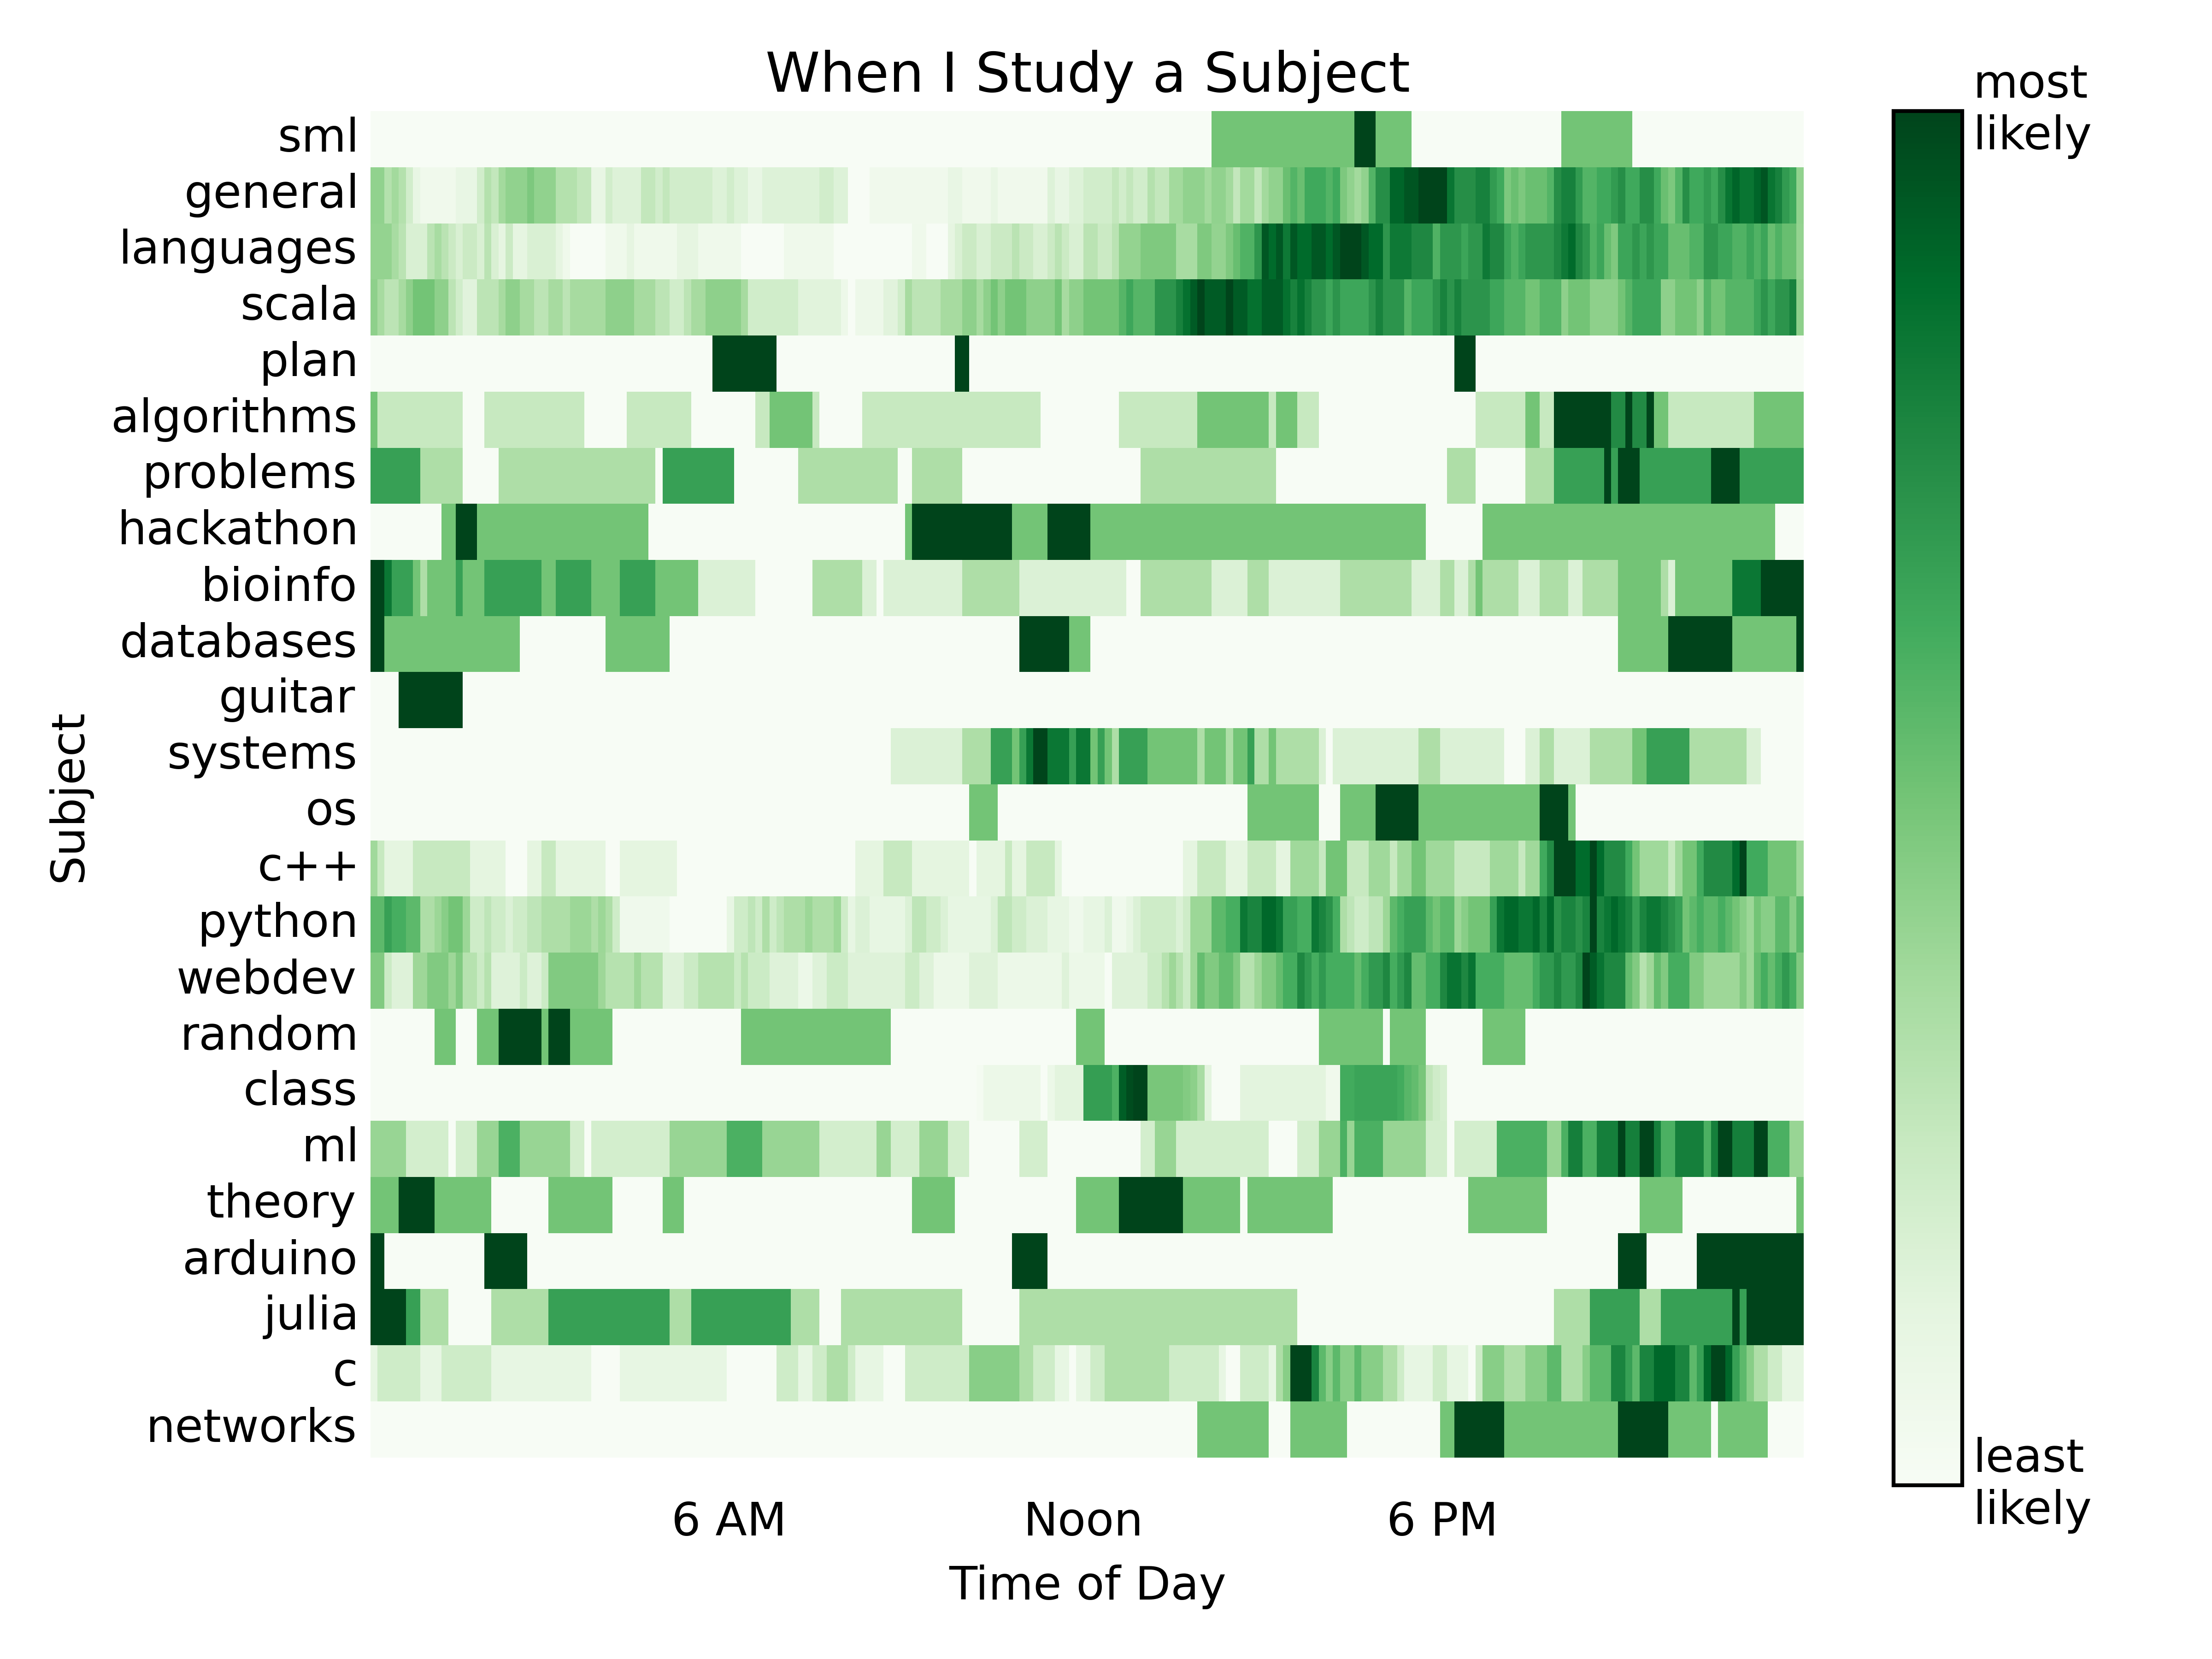 When I Study a Subject
most
likely
sml
general
languages
scala
plan
algorithms
problems
hackathon
bioinfo
databases
guitar
systems
os
c++
python
webdev
random
class
ml
theory
arduino
julia
c
networks
Subject
least
likely
6 AM Noon 6 PM
Time of Day